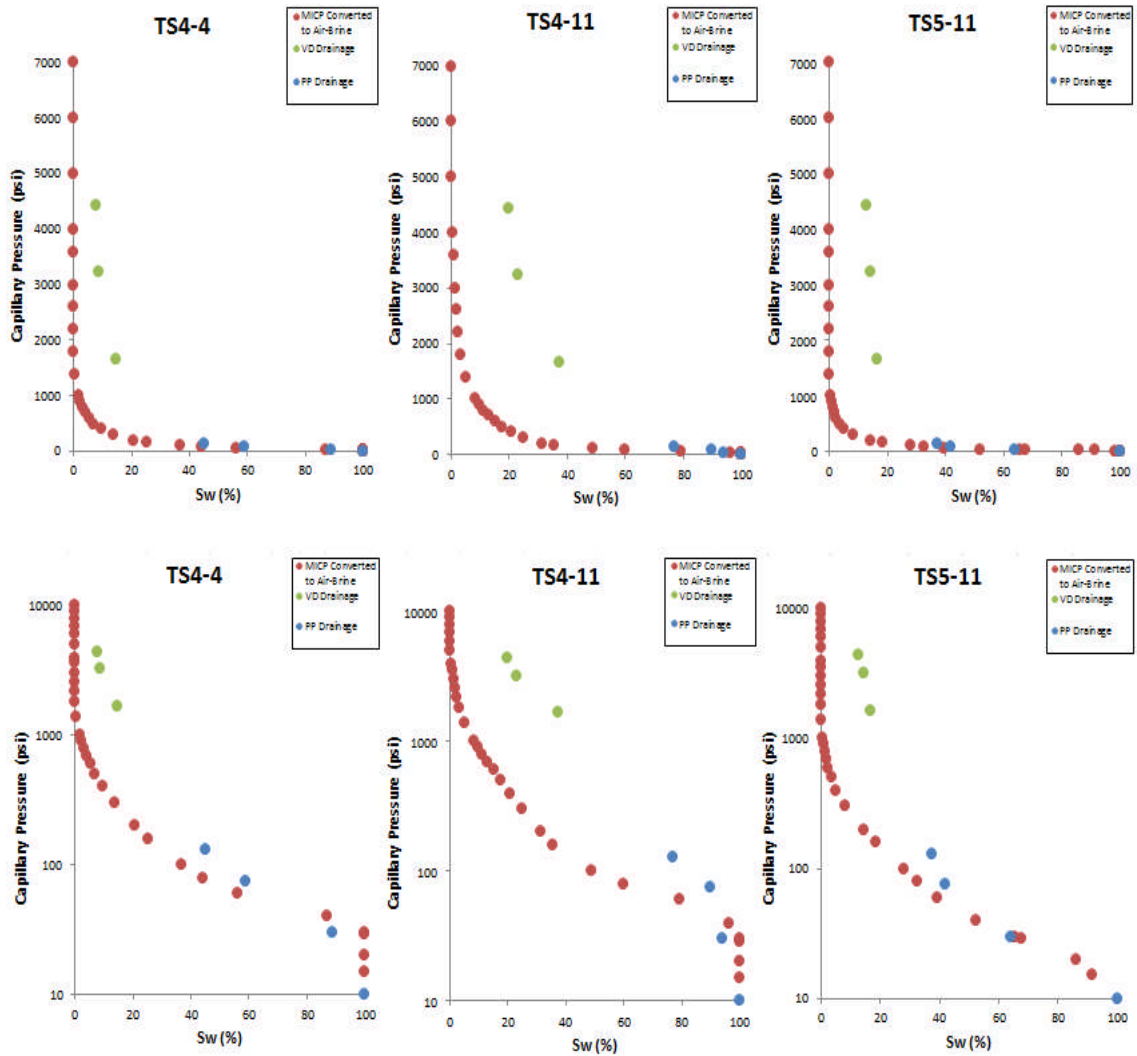 TS4-4
MICP Converted
to Air-Brine
VD Drainage
PP Drainage
7000
6000
5000
4000
3000
2000
1000
0
Capillary Pressure (psi)
0 20 40 60 80 100
Sw (%)
TS4-11
MICP Converted
to Air-Brine
VD Drainage
PP Drainage
7000
6000
5000
4000
3000
2000
1000
0
Capillary Pressure (psi)
0 20 40 60 80 100
Sw (%)
TS5-11
MICP Converted
to Air-Brine
VD Drainage
PP Drainage
7000
6000
5000
4000
3000
2000
1000
0
Capillary Pressure (psi)
0 20 40 60 80 100
Sw (%)
TS4-4
MICP Converted
to Air-Brine
VD Drainage
PP Drainage
10000
1000
100
10
Capillary Pressure (psi)
0 20 40 60 80 100
Sw (%)
TS4-11
MICP Converted
to Air-Brine
VD Drainage
PP Drainage
10000
1000
100
10
Capillary Pressure (psi)
0 20 40 60 80 100
Sw (%)
TS5-11
MICP Converted
to Air-Brine
VD Drainage
PP Drainage
10000
1000
100
10
Capillary Pressure (psi)
0 20 40 60 80 100
Sw (%)